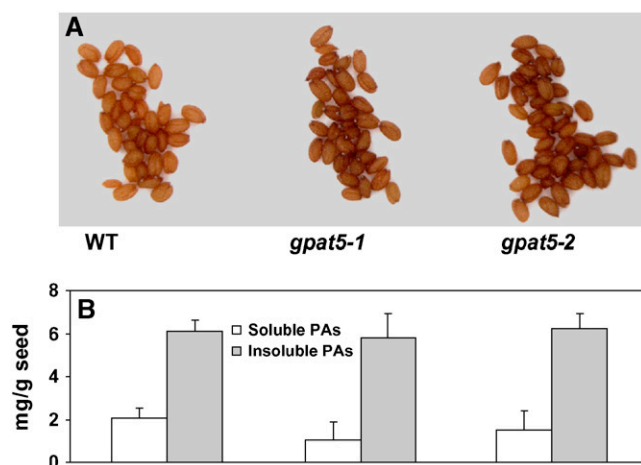 A
WT gpat5-1 gpat5-2
B
8
6
4
2
0
mg/g seed
Soluble PAs
Insoluble PAs